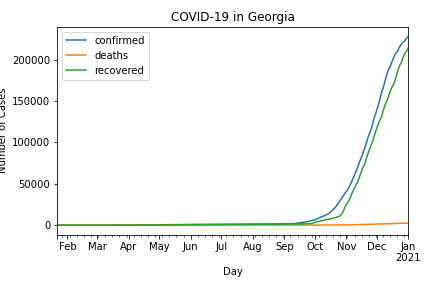 COVID-19 in Georgia
confirmed
deaths
recovered
200000
150000
100000
50000
0
Number of Cases
Feb Mar Apr May Jun Jul Aug Sep Oct Nov Dec Jan
2021
Day